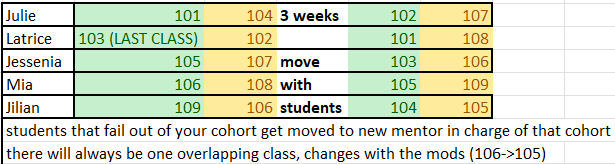 Julie 101 104 3 weeks 102 107
Latrice 103 (LAST CLASS) 102 101 108
Jessenia 105 107 move 103 106
Mia 106 108 with 105 109
Jilian 109 106 students 104 105
students that fail out of your cohort get moved to new mentor in charge of that cohort
there will always be one overlapping class, changes with the mods (106->105)